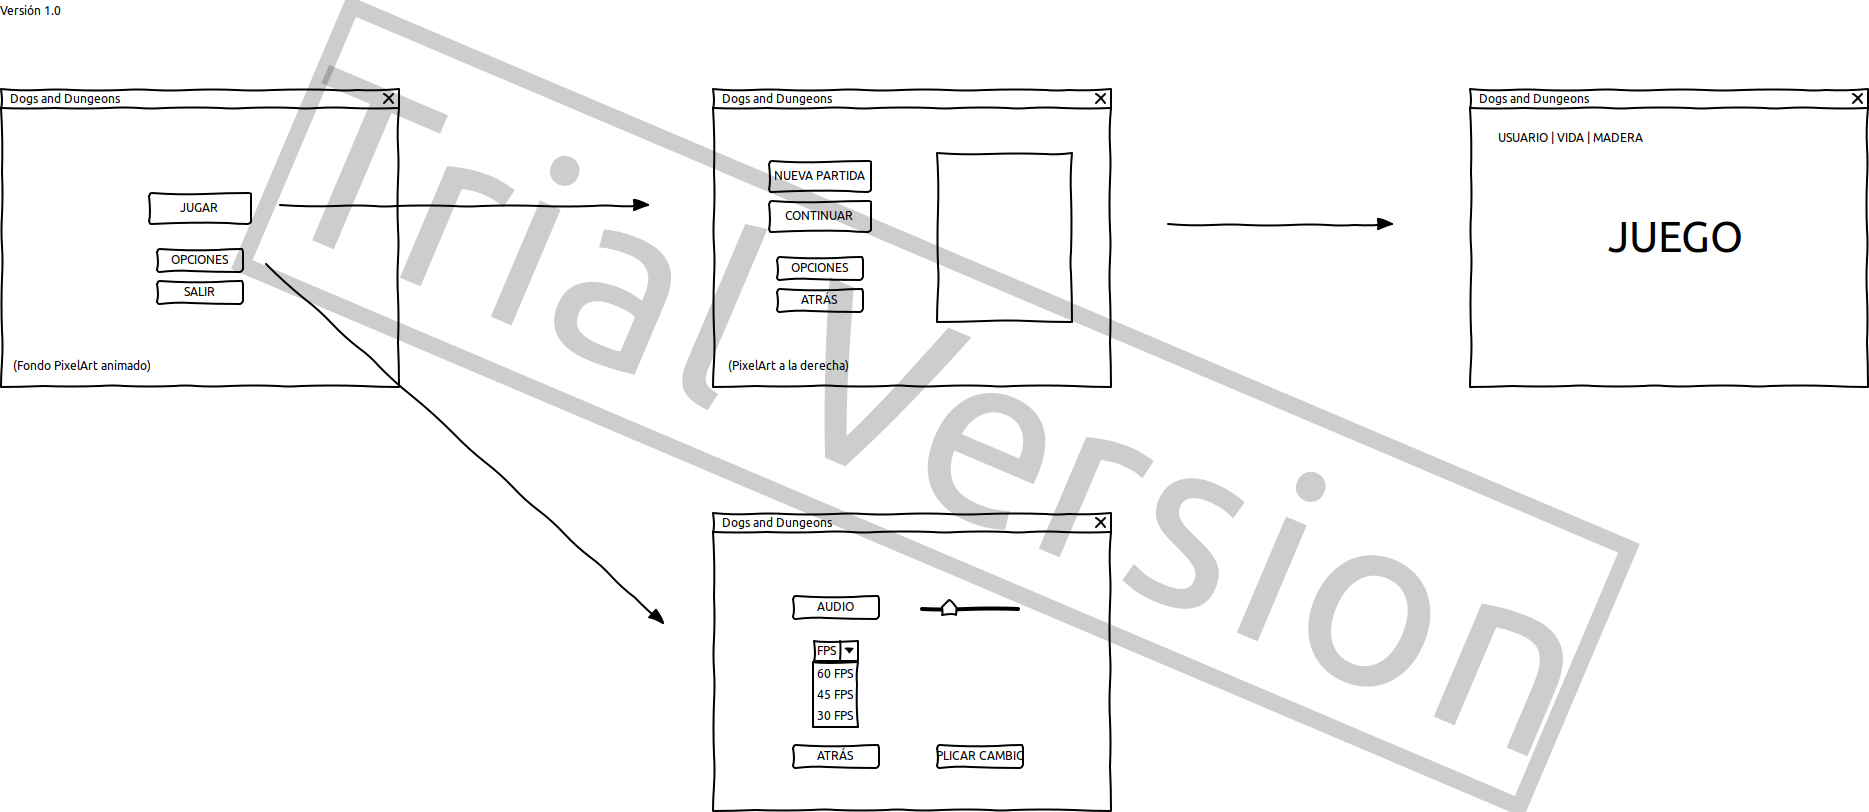 Versión 1.0
Dogs and Dungeons
JUGAR
OPCIONES
SALIR
(Fondo PixelArt animado)
Dogs and Dungeons
NUEVA PARTIDA
CONTINUAR
OPCIONES
ATRÁS
(PixelArt a la derecha)
Dogs and Dungeons
USUARIO | VIDA | MADERA
JUEGO
Dogs and Dungeons
AUDIO
FPS
60 FPS
45 FPS
30 FPS
ATRÁS
PLICAR CAMBIO
Trial Version